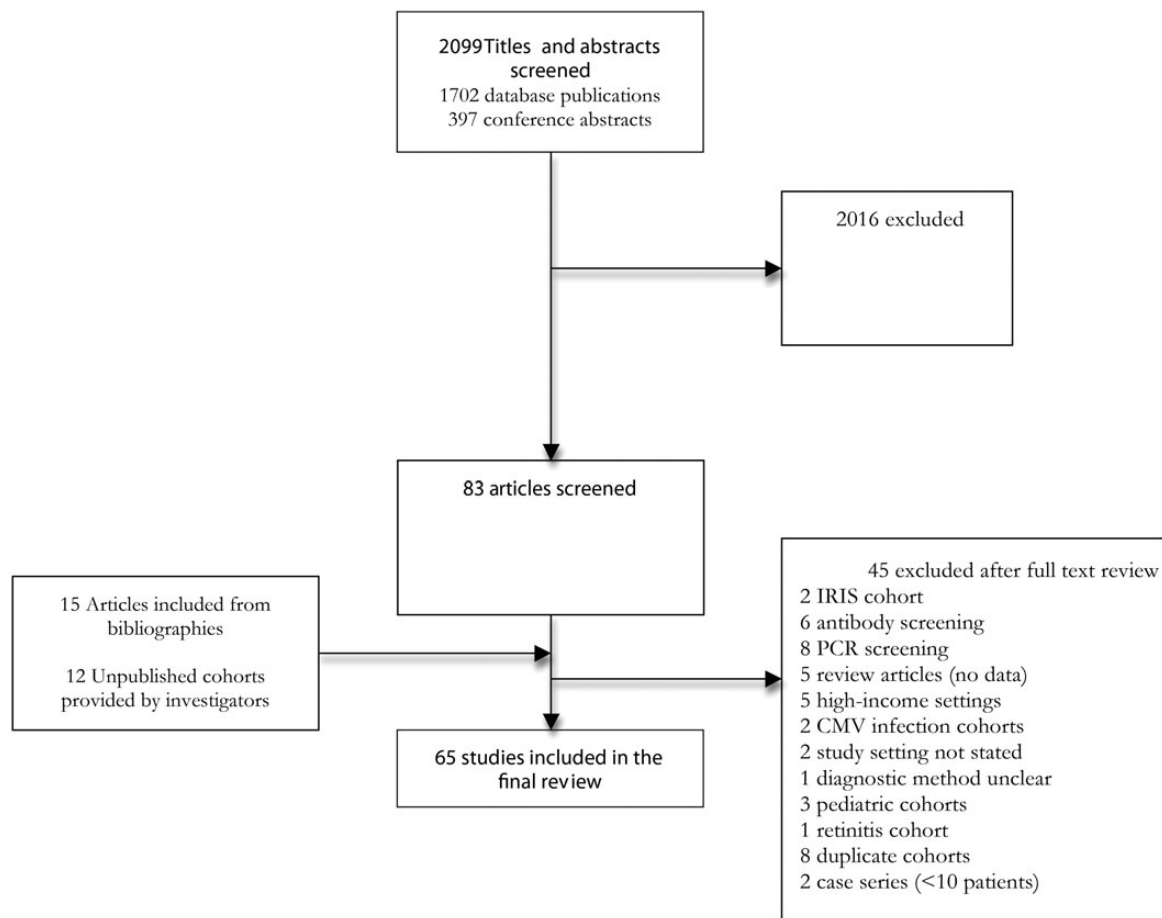 2099Titles and abstracts
screened
1702 database publications
397 conference abstracts
2016 excluded
83 articles screened
15 Articles included from
bibliographies
12 Unpublished cohorts
provided by investigators
45 excluded after full text review
2 IRIS cohort
6 antibody screening
8 PCR screening
5 review articles (no data)
5 high-income settings
2 CMV infection cohorts
2 study setting not stated
1 diagnostic method unclear
3 pediatric cohorts
1 retinitis cohort
8 duplicate cohorts
2 case series (<10 patients)
65 studies included in the
final review